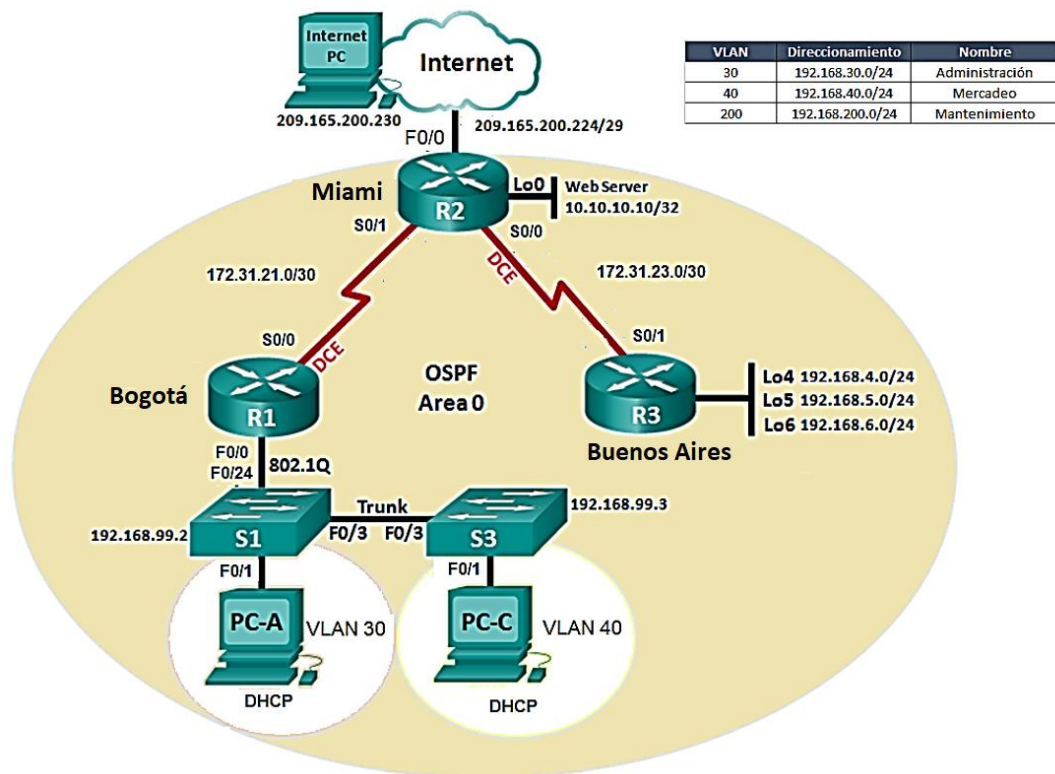 Internet
PC
Internet
209.165.200.230
209.165.200.224/29
F0/0
VLAN Direccionamiento Nombre
30 192.168.30.0/24 Administración
40 192.168.40.0/24 Mercadeo
200 192.168.200.0/24 Mantenimiento
Miami
R2
Lo0
Web Server
10.10.10.10/32
S0/1
S0/0
172.31.21.0/30
DCE
172.31.23.0/30
S0/0
DCE
S0/1
Bogotá
R1
OSPF
Area 0
R3
Lo4 192.168.4.0/24
Lo5 192.168.5.0/24
Lo6 192.168.6.0/24
Buenos Aires
F0/0
F0/24
802.1Q
192.168.99.2
S1
Trunk
F0/3 F0/3
S3
192.168.99.3
F0/1
PC-A
VLAN 30
DHCP
F0/1
PC-C
VLAN 40
DHCP